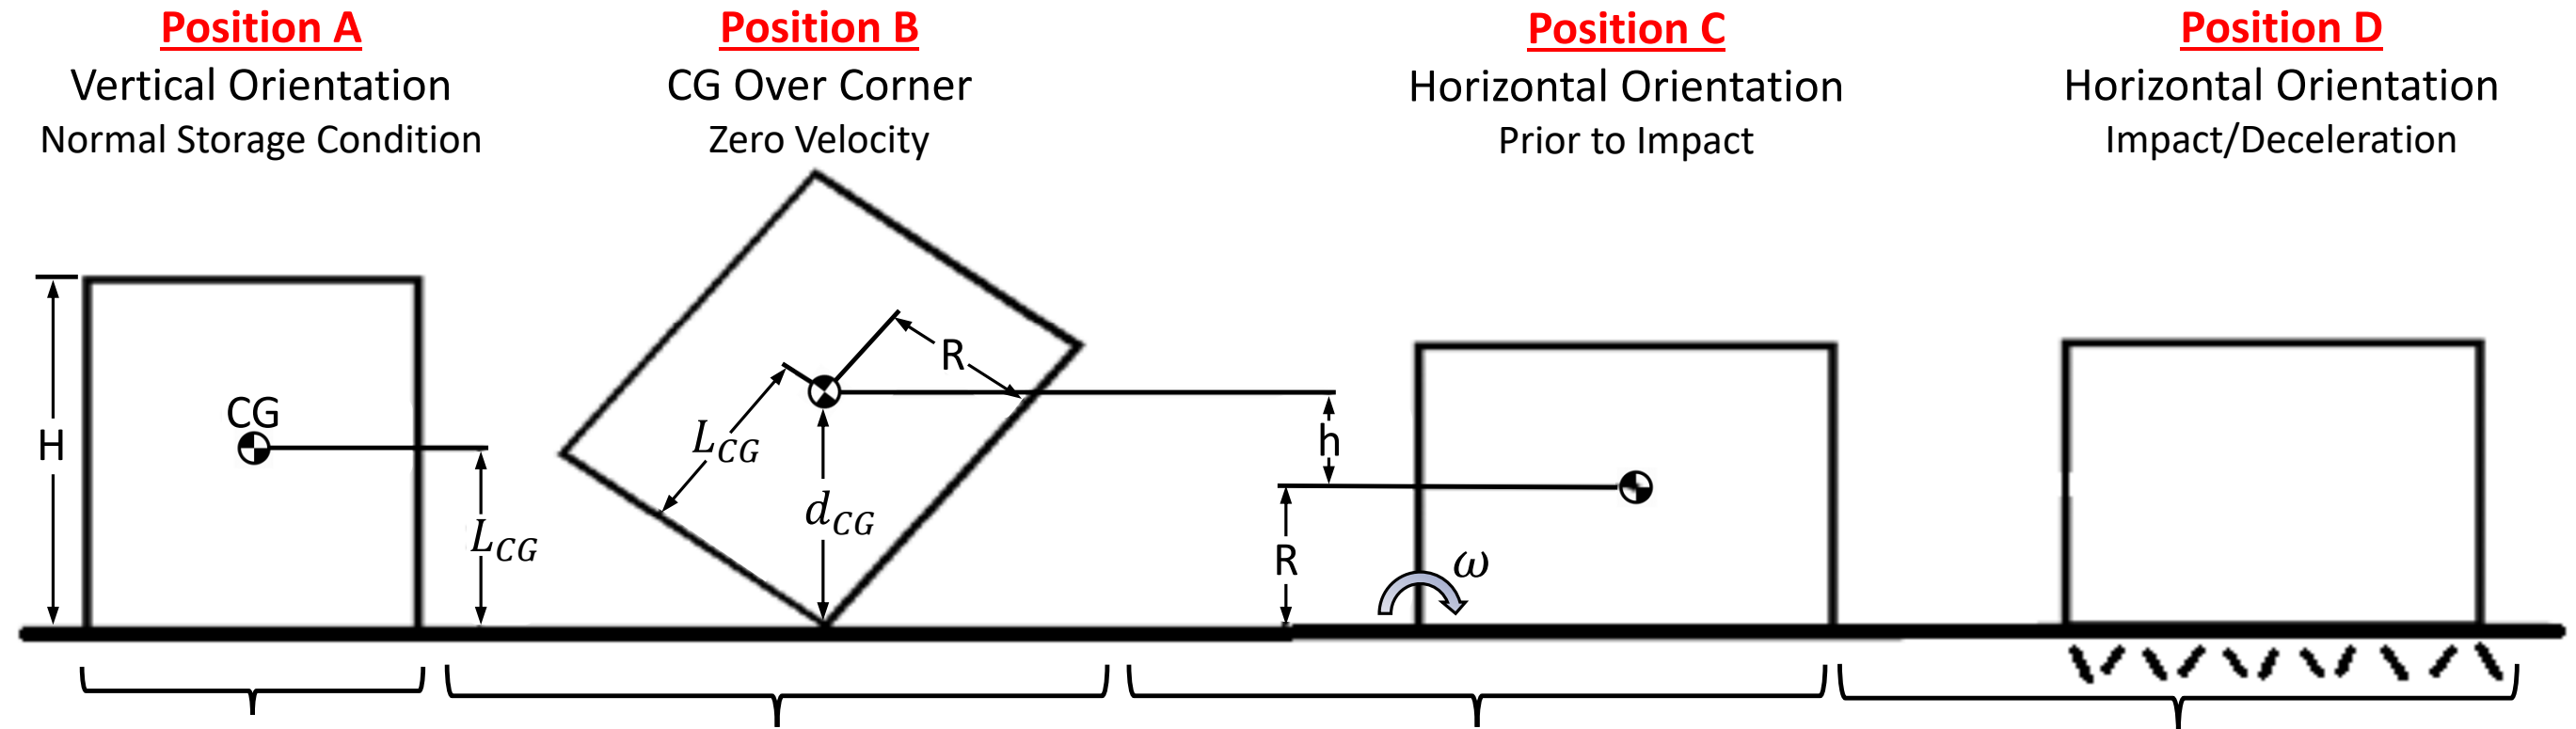 Position A
Vertical Orientation
Normal Storage Condition
Position B
CG Over Corner
Zero Velocity
Position C
Horizontal Orientation
Prior to Impact
Position D
Horizontal Orientation
Impact/Deceleration
H
CG
L_CG
R
L_CG
d_CG
h
R
ω